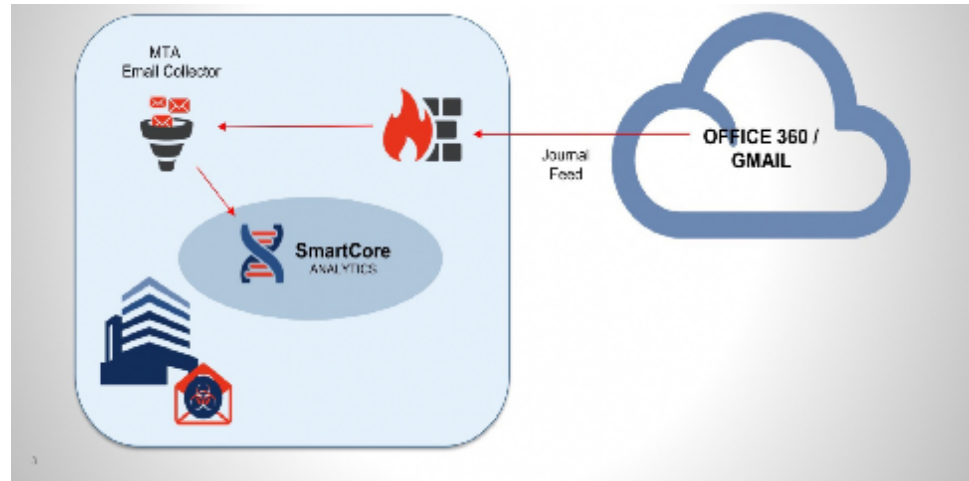 MTA
Email Collector
OFFICE 360 /
GMAIL
Journal
Feed
SmartCore
ANALYTICS